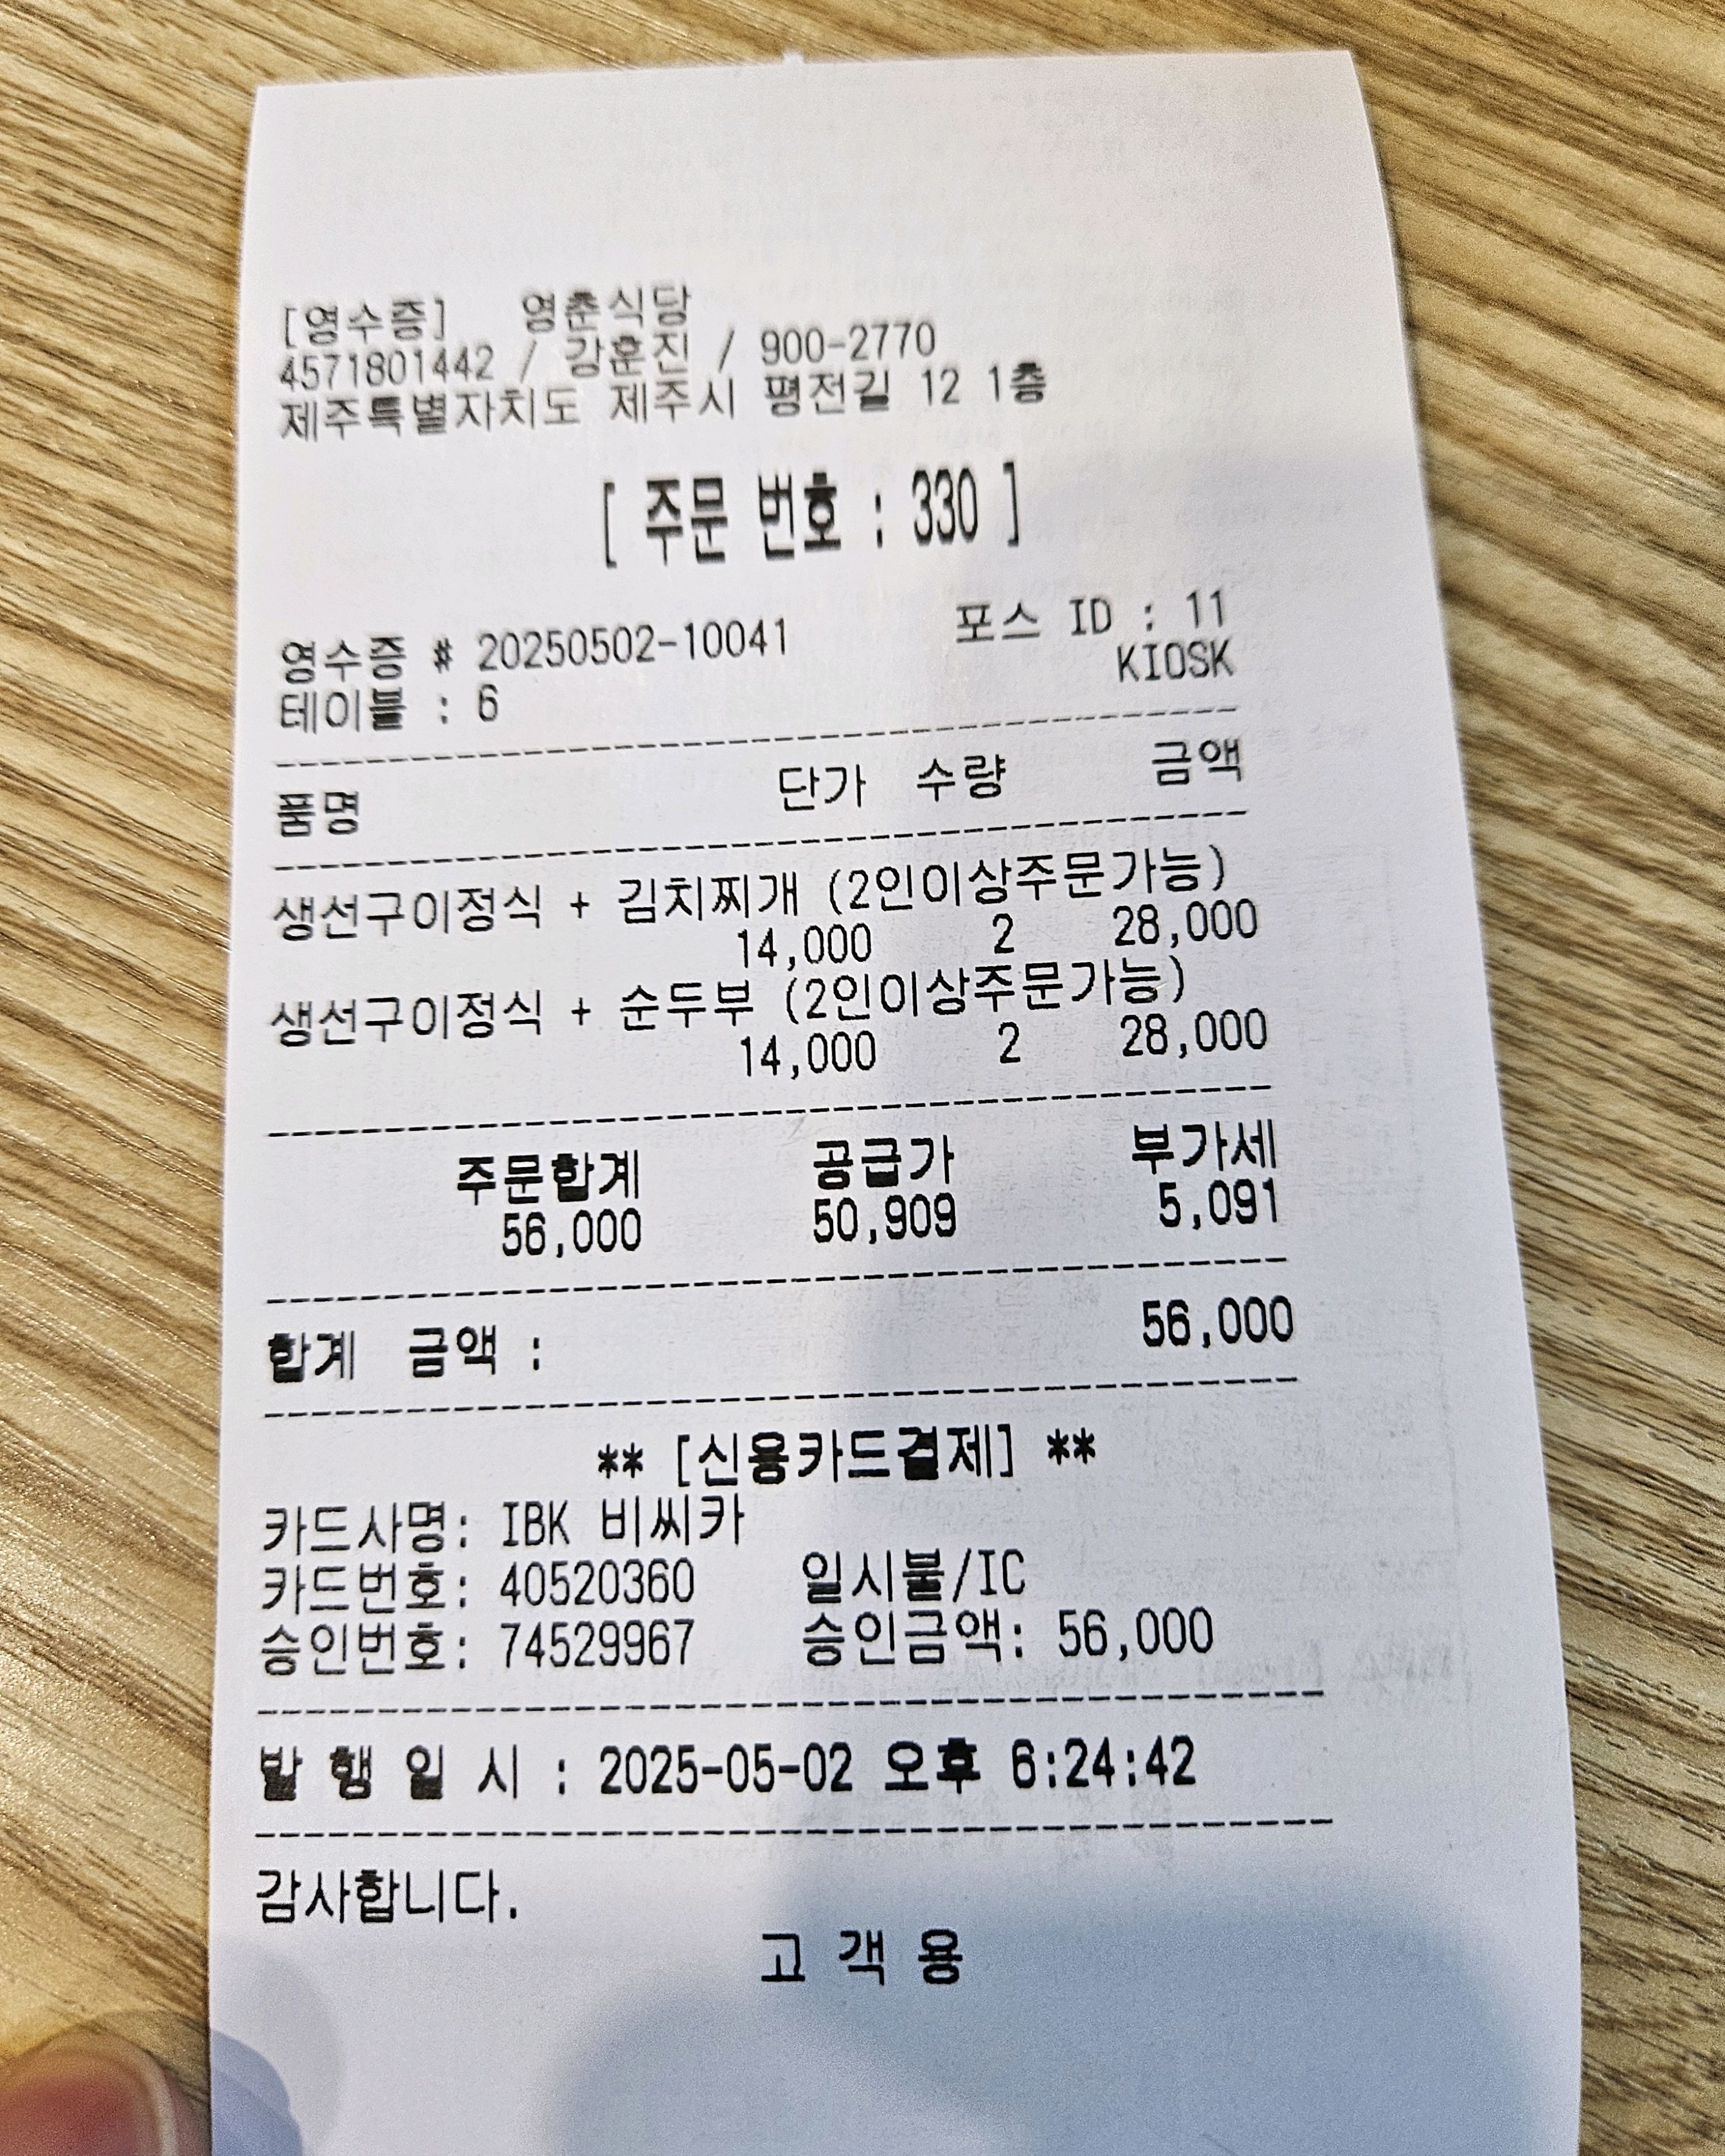 [영수증] 영춘식당
4571801442 / 강훈진 / 900-2770
제주특별자치도 제주시 평전길 12 1층
[ 주문 번호 : 330 ]
영수증 # 20250502-10041 포스 ID : 11
테이블 : 6 KIOSK
품명 단가 수량 금액
생선구이정식 + 김치찌개 (2인이상주문가능)
14,000 2 28,000
생선구이정식 + 순두부 (2인이상주문가능)
14,000 2 28,000
주문합계 공급가 부가세
56,000 50,909 5,091
합계 금액 : 56,000
** [신용카드결제] **
카드사명: IBK 비씨카
카드번호: 40520360 일시불/IC
승인번호: 74529967 승인금액: 56,000
발 행 일 시 : 2025-05-02 오후 6:24:42
감사합니다.
고 객 용